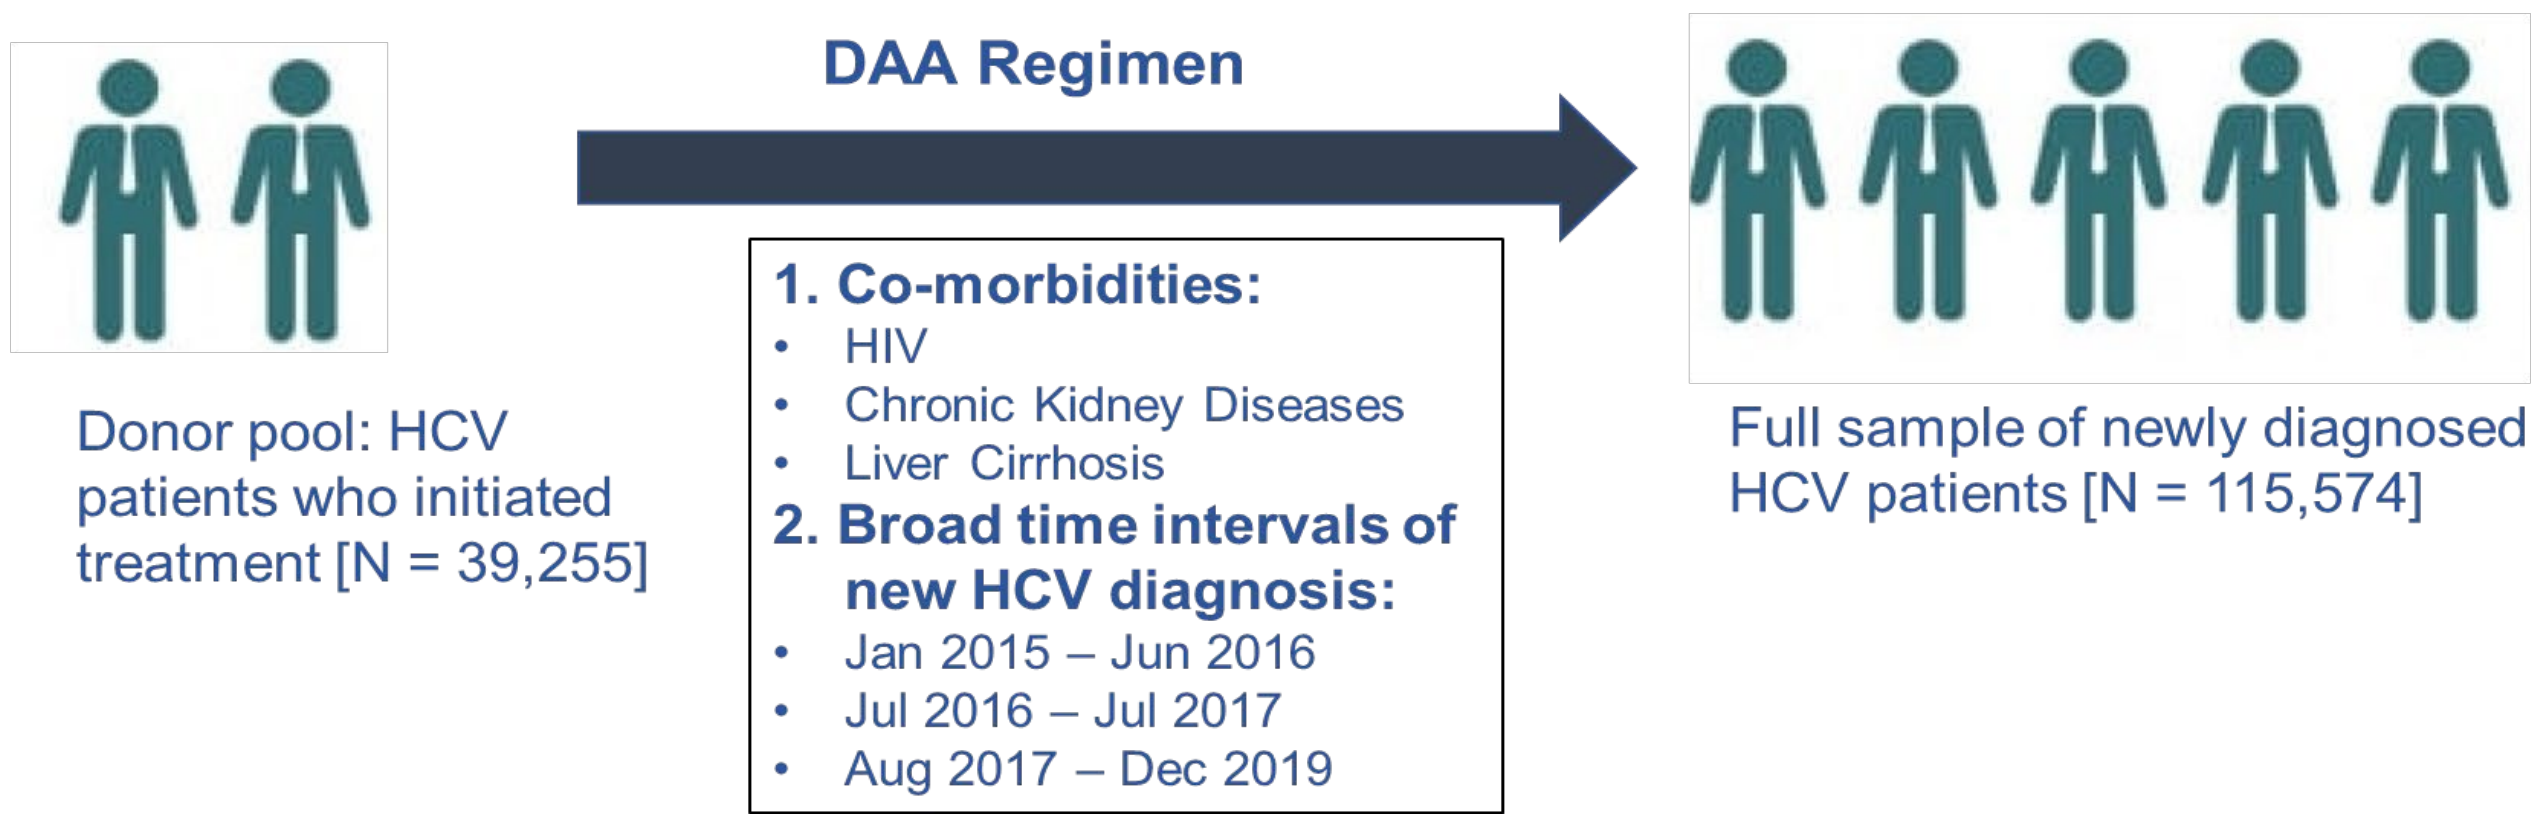 DAA Regimen
Donor pool: HCV
patients who initiated
treatment [N = 39,255]
1. Co-morbidities:
• HIV
• Chronic Kidney Diseases
• Liver Cirrhosis
2. Broad time intervals of
new HCV diagnosis:
• Jan 2015 – Jun 2016
• Jul 2016 – Jul 2017
• Aug 2017 – Dec 2019
Full sample of newly diagnosed
HCV patients [N = 115,574]